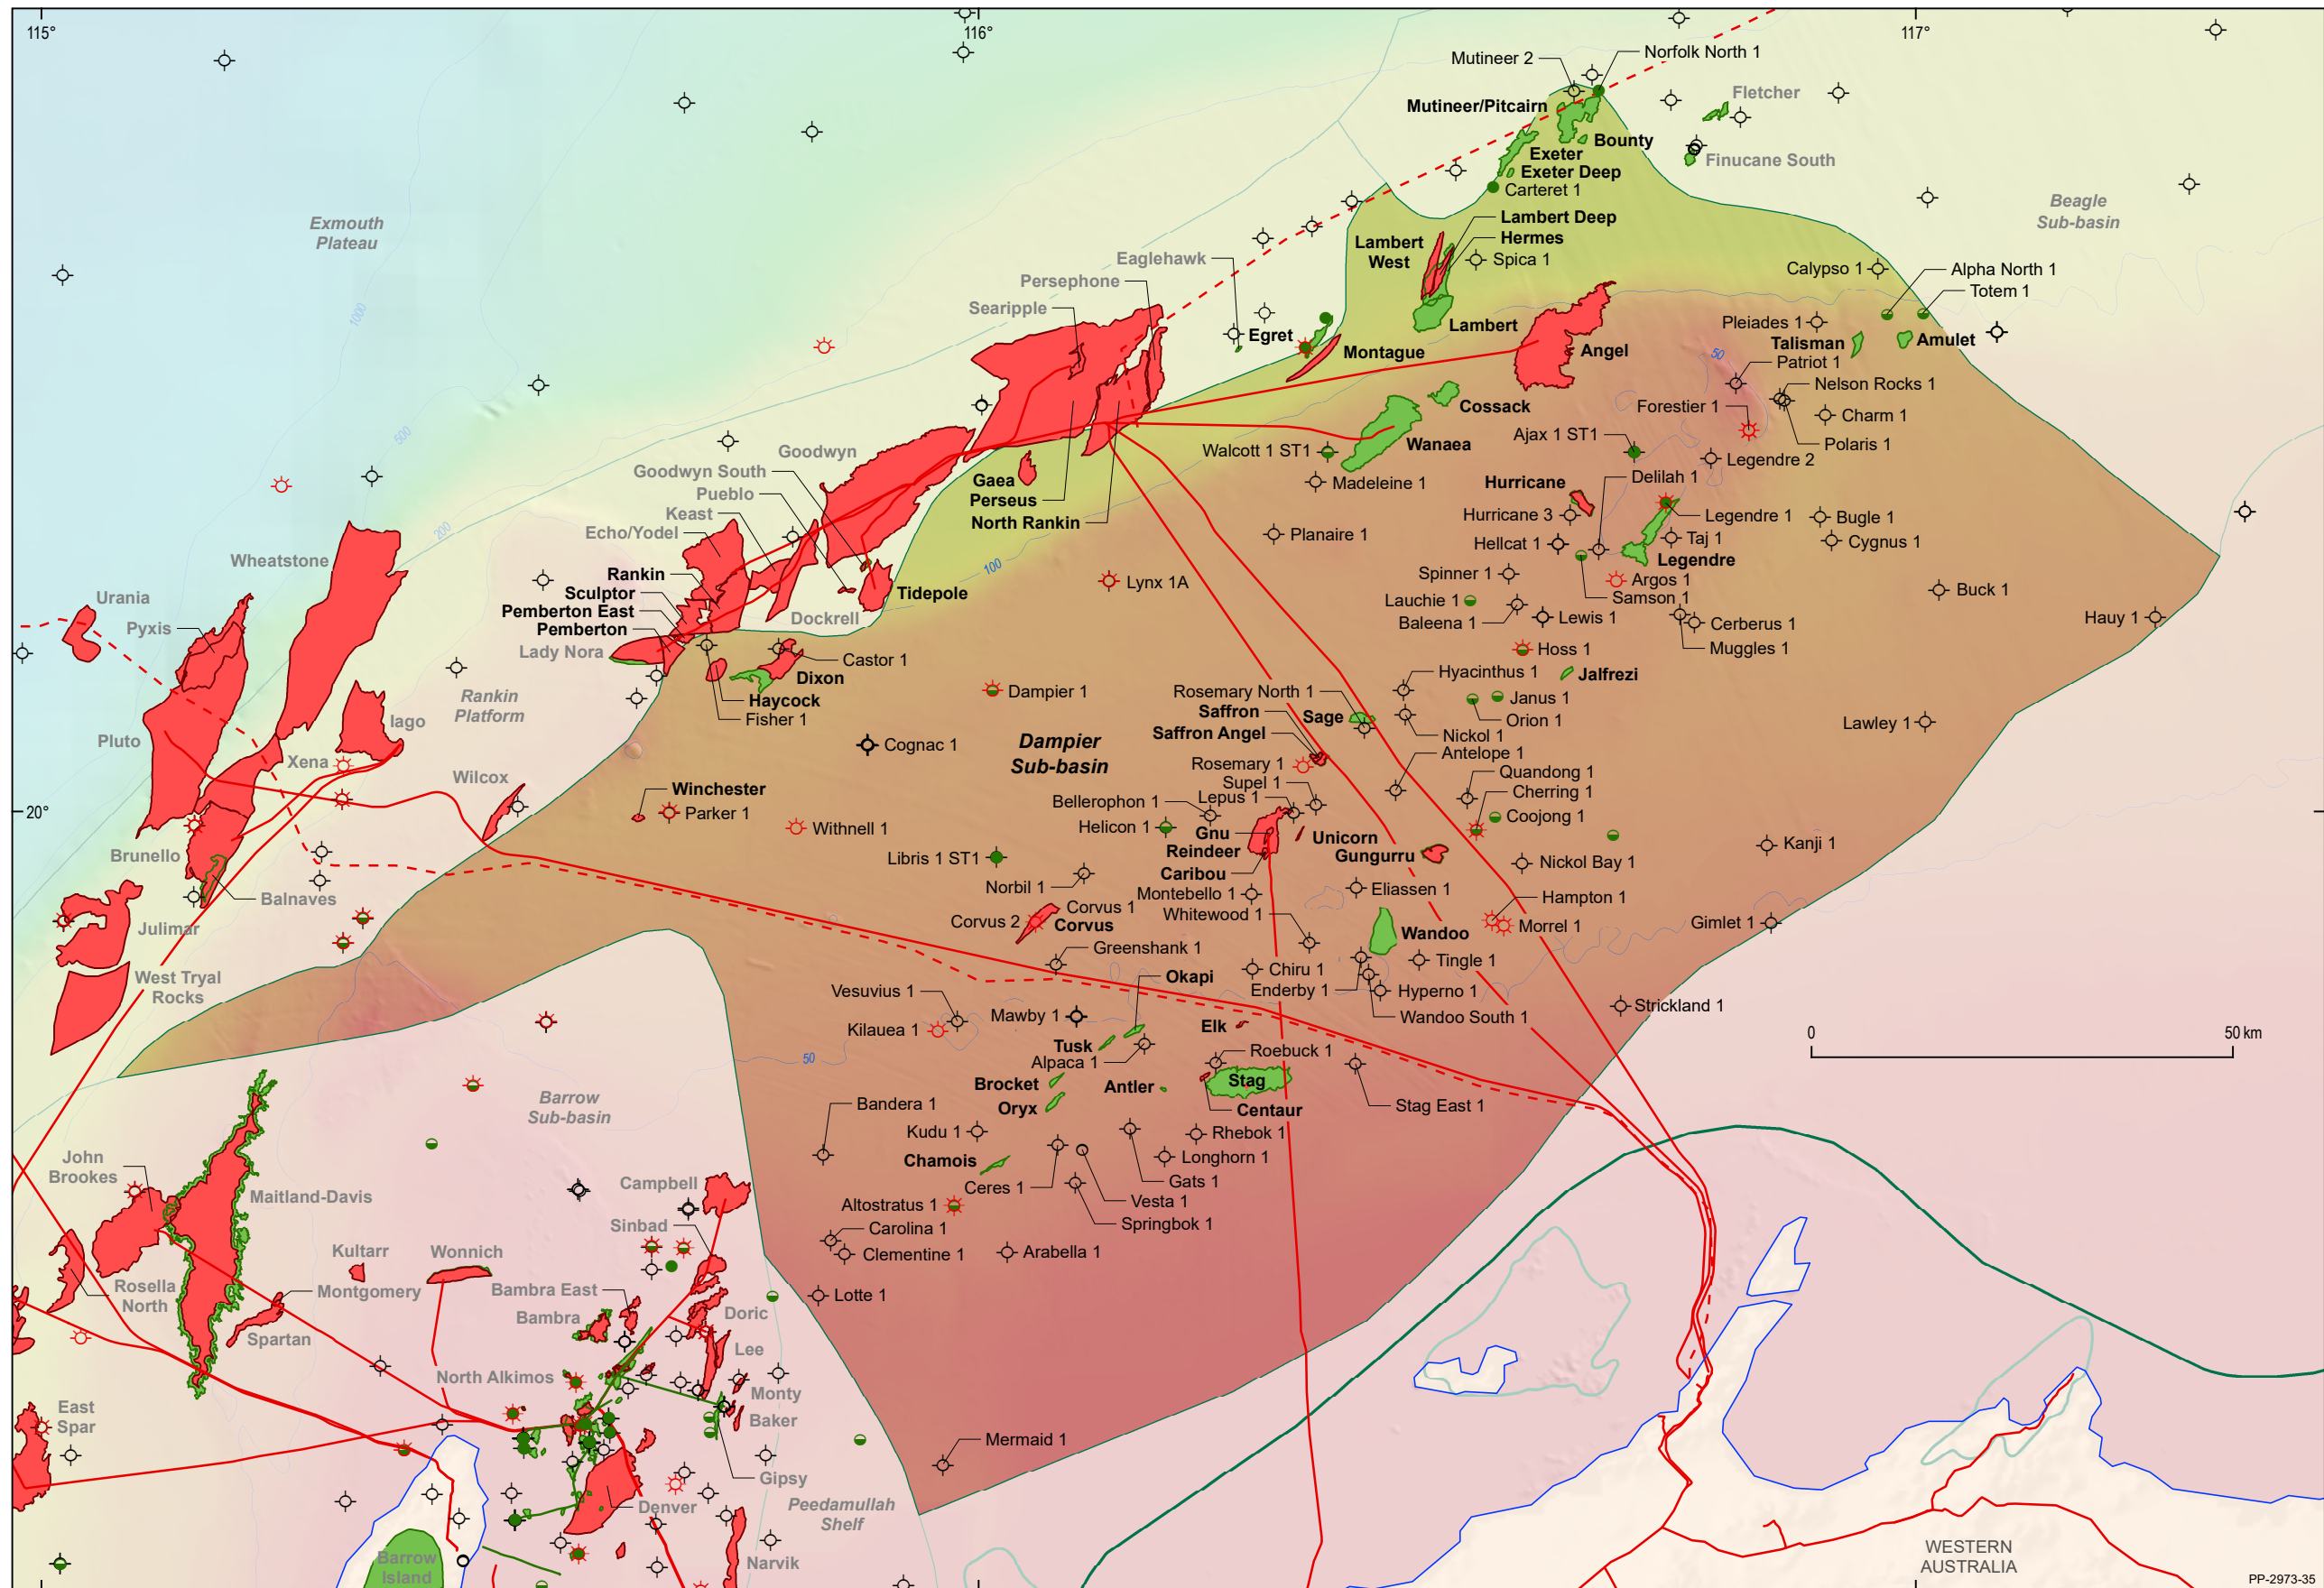 115°
116°
117°
Mutineer 2
Norfolk North 1
Fletcher
Mutineer/Pitcairn
Bounty
Exeter
Finucane South
Exeter Deep
Carteret 1
Exmouth
Plateau
Beagle
Sub-basin
Lambert Deep
Hermes
Lambert
West
Spica 1
Eaglehawk
Persephone
Searipple
Calypso 1
Alpha North 1
Totem 1
1000
Egret
Lambert
Pleiades 1
Talisman
Amulet
Montague
Angel
50
Patriot 1
Nelson Rocks 1
Cossack
Forestier 1
Charm 1
500
Goodwyn
Wanaea
Ajax 1 ST1
Polaris 1
Walcott 1 ST1
Legendre 2
Goodwyn South
Gaea
Madeleine 1
Hurricane
Delilah 1
Pueblo
Perseus
Keast
North Rankin
Hurricane 3
Legendre 1
Bugle 1
200
Echo/Yodel
Planaire 1
Hellcat 1
Taj 1
Cygnus 1
Wheatstone
100
Legendre
Rankin
Lynx 1A
Spinner 1
Argos 1
Sculptor
Tidepole
Lauchie 1
Samson 1
Buck 1
Urania
Pemberton East
Dockrell
Baleena 1
Lewis 1
Cerberus 1
Hauy 1
Pyxis
Pemberton
Lady Nora
Castor 1
Hoss 1
Muggles 1
Dixon
Hyacinthus 1
Jalfrezi
Rankin
Platform
Haycock
Dampier 1
Rosemary North 1
Janus 1
Fisher 1
Saffron
Sage
Orion 1
Iago
Saffron Angel
Nickol 1
Lawley 1
Pluto
Cognac 1
Dampier
Sub-basin
Antelope 1
Xena
Rosemary 1
Quandong 1
Wilcox
Supel 1
Cherring 1
Winchester
Bellerophon 1
Lepus 1
20°
Parker 1
Withnell 1
Helicon 1
Gnu
Unicorn
Coojong 1
Brunello
Libris 1 ST1
Reindeer
Gungurru
Kanji 1
Caribou
Nickol Bay 1
Balnaves
Norbil 1
Montebello 1
Eliassen 1
Hampton 1
Corvus 1
Julimar
Corvus 2
Corvus
Whitewood 1
Wandoo
Morrel 1
Gimlet 1
Greenshank 1
Tingle 1
West Tryal
Rocks
Okapi
Chiru 1
Enderby 1
Hyperno 1
Vesuvius 1
Mawby 1
Wandoo South 1
Strickland 1
Kilauea 1
Elk
0
50 km
Tusk
Alpaca 1
Roebuck 1
50
Brocket
Antler
Stag
Barrow
Sub-basin
Bandera 1
Oryx
Centaur
Stag East 1
Kudu 1
Rhebok 1
John
Brookes
Chamois
Longhorn 1
Campbell
Ceres 1
Gats 1
Maitland-Davis
Altostratus 1
Vesta 1
Sinbad
Carolina 1
Springbok 1
Kultarr
Wonnich
Clementine 1
Arabella 1
Rosella
North
Montgomery
Bambra East
Lotte 1
Bambra
Doric
Spartan
Lee
North Alkimos
Monty
East
Spar
Baker
Mermaid 1
Gipsy
Denver
Peedamullah
Shelf
Barrow
Island
Narvik
WESTERN
AUSTRALIA
PP-2973-35